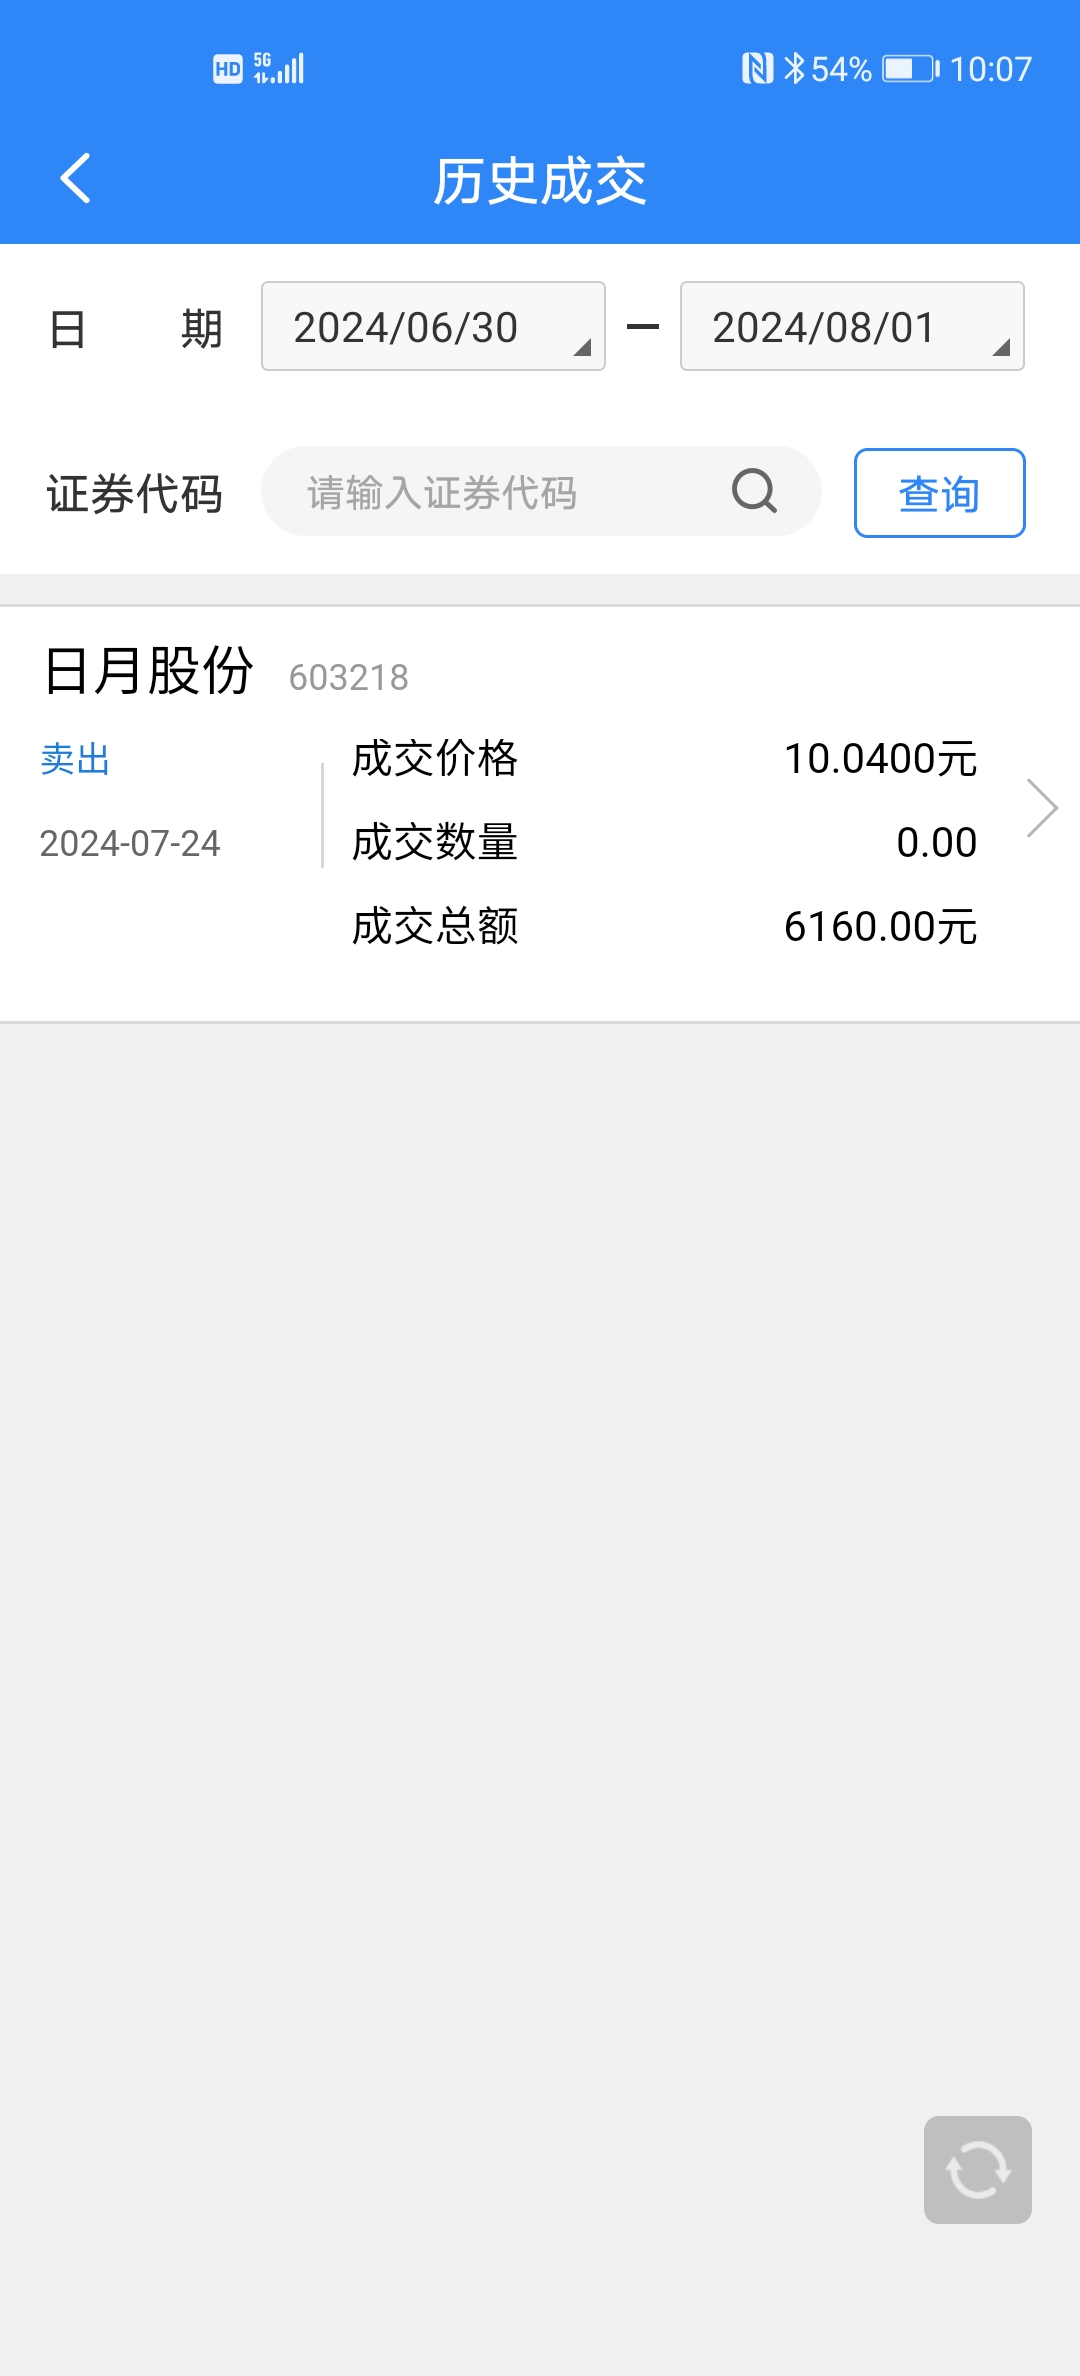 HD 5G 54% 10:07
历史成交
日 期 2024/06/30 — 2024/08/01
证券代码 请输入证券代码 查询
日月股份 603218
卖出 成交价格 10.0400元
2024-07-24 成交数量 0.00
成交总额 6160.00元